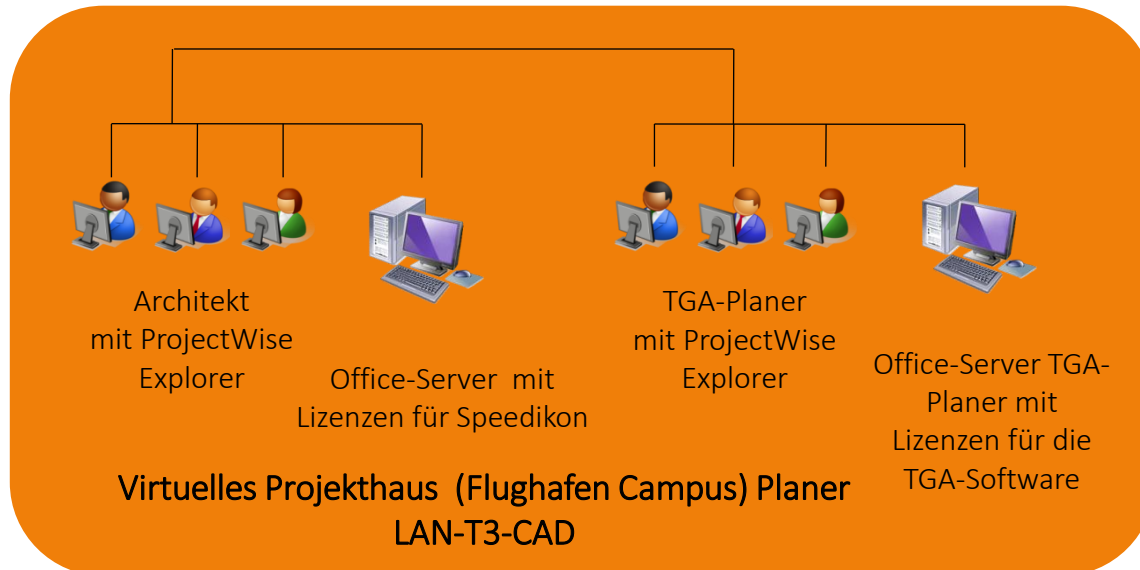 Architekt
mit ProjectWise
Explorer
Office-Server mit
Lizenzen für Speedikon
TGA-Planer
mit ProjectWise
Explorer
Office-Server TGA-
Planer mit
Lizenzen für die
TGA-Software
Virtuelles Projekthaus (Flughafen Campus) Planer
LAN-T3-CAD